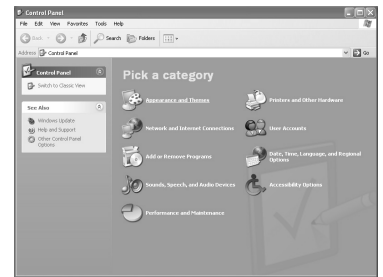 Control Panel
File Edit View Favorites Tools Help
Back Search Folders
Address Control Panel Go
Control Panel
Switch to Classic View
See Also
Windows Update
Help and Support
Other Control Panel
Options
Pick a category
Appearance and Themes
Printers and Other Hardware
Network and Internet Connections
User Accounts
Add or Remove Programs
Date, Time, Language, and Regional
Options
Sounds, Speech, and Audio Devices
Accessibility Options
Performance and Maintenance